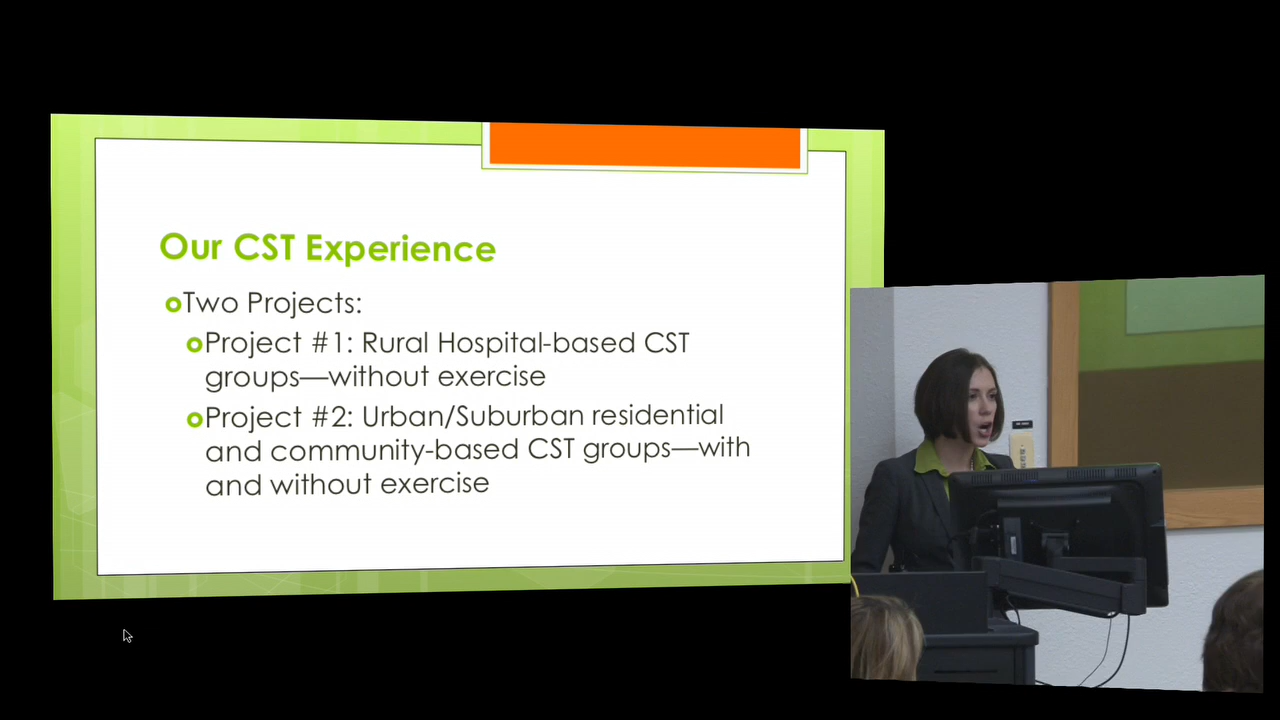 Our CST Experience
Two Projects:
Project #1: Rural Hospital-based CST
groups—without exercise
Project #2: Urban/Suburban residential
and community-based CST groups—with
and without exercise